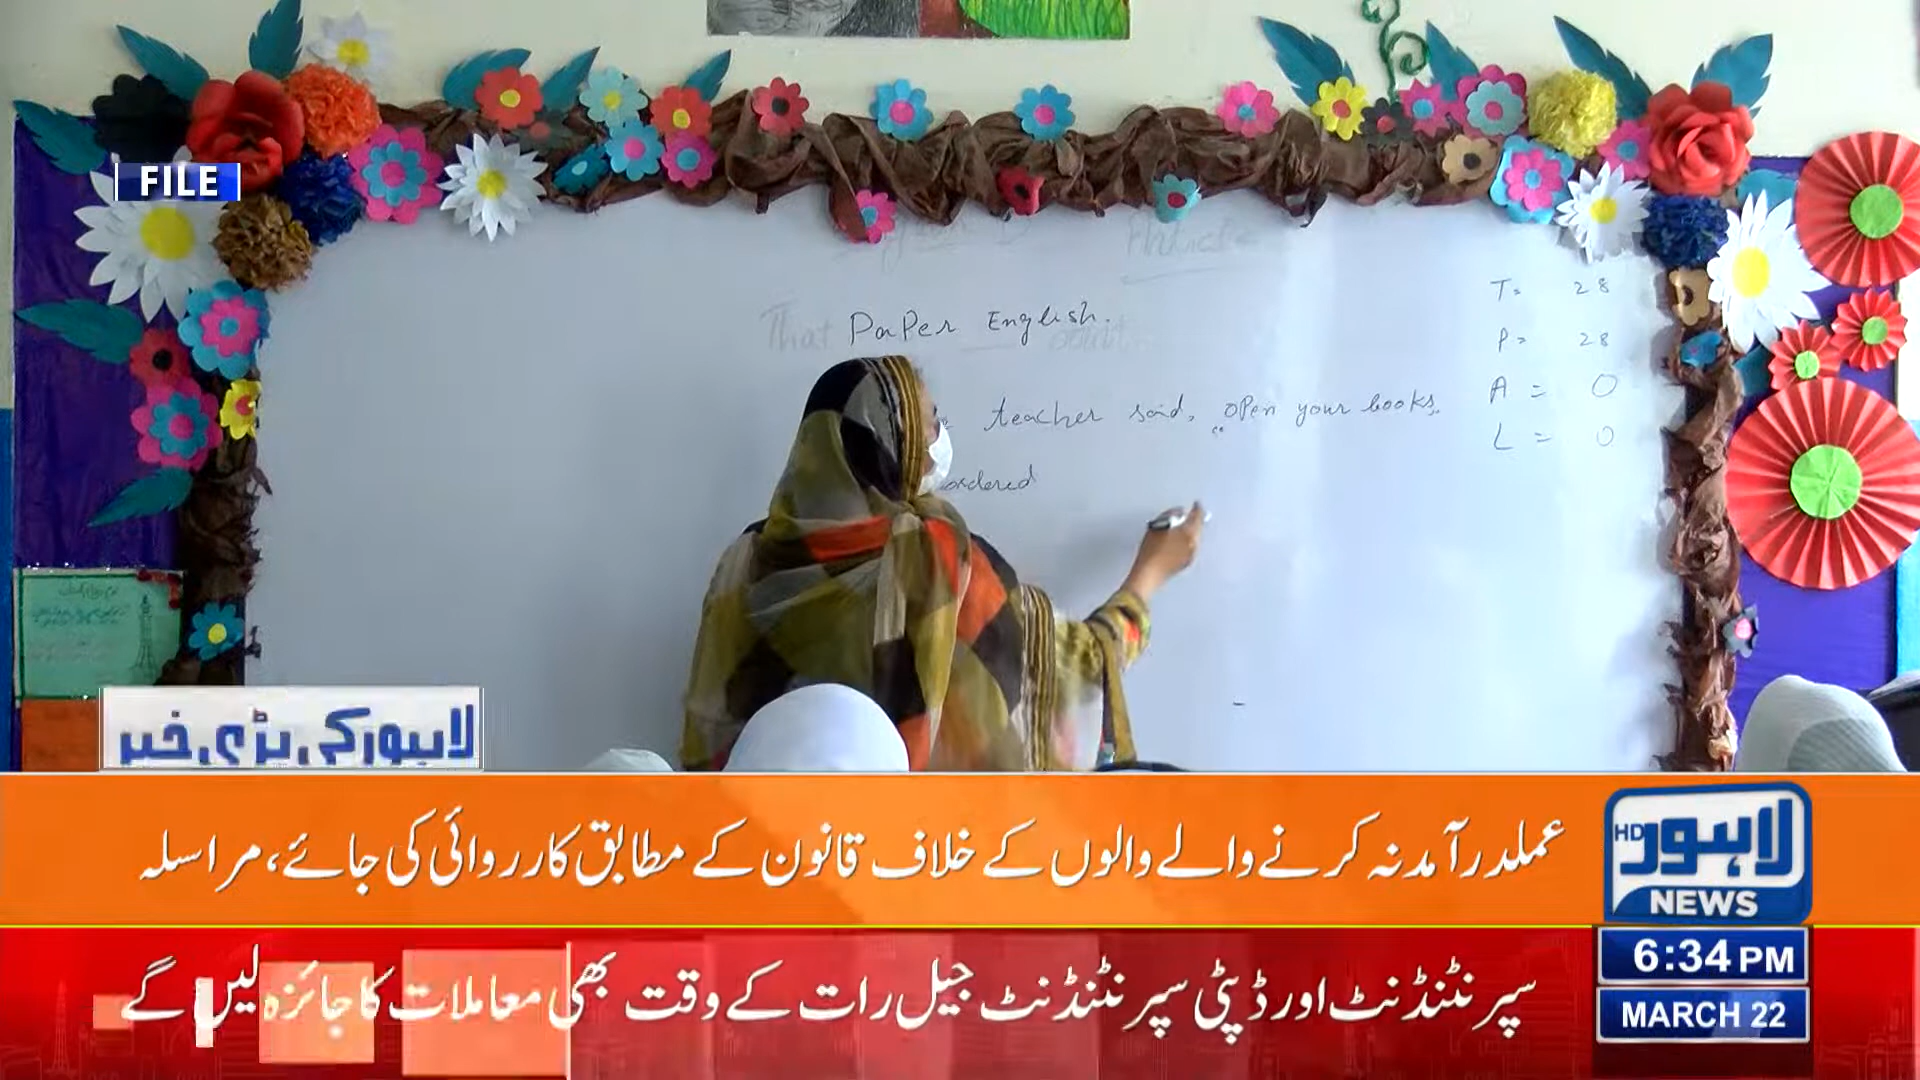 FILE
Paper English.
T= 28
P= 28
teacher said, "open your books"
A = 0
L = 0
ordered
لاہور کی بڑی خبر
عملدرآمد نہ کرنے والے والوں کے خلاف قانون کے مطابق کارروائی کی جائے، مراسلہ
لاہور HD
NEWS
سپرنٹنڈنٹ اور ڈپٹی سپرنٹنڈنٹ جیل رات کے وقت بھی معاملات کا جائزہ لیں گے
6:34 PM
MARCH 22